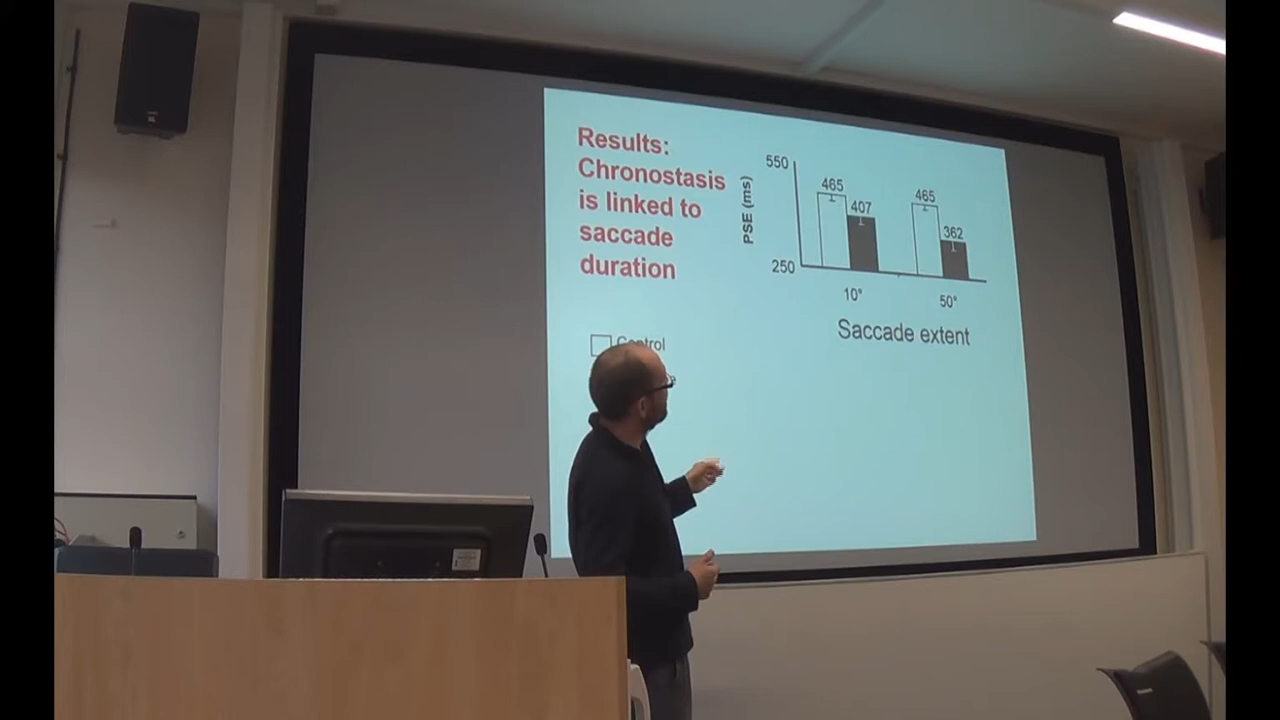 Results:
Chronostasis
is linked to
saccade
duration
Control
PSE (ms)
550
250
465
407
465
362
10°
50°
Saccade extent